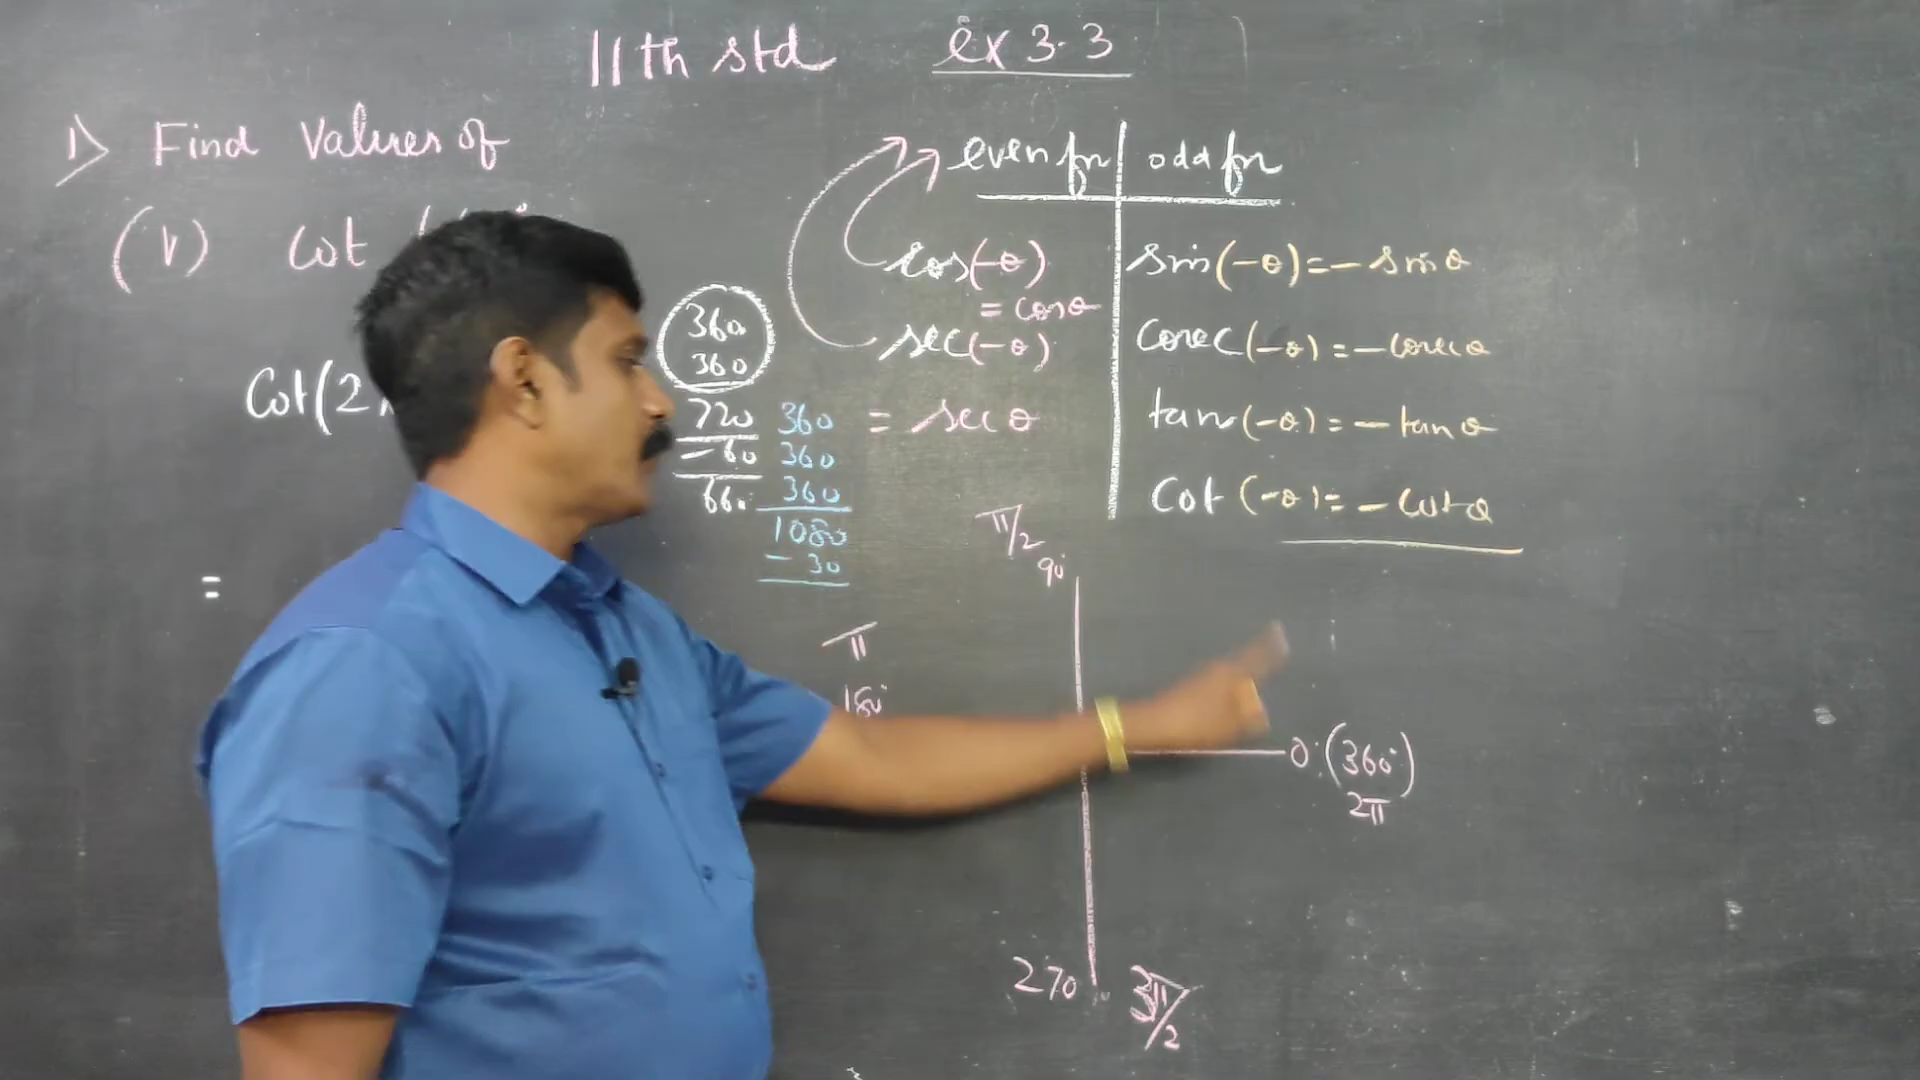 11th std ex 3.3
1) Find Values of
(v) cot
Cot(2
=
360
360
720
-60
660
360
360
360
1080
- 30
even fn odd fn
cos(-θ)
= cosθ
sec(-θ)
= secθ
sin(-θ)=-sinθ
cosec(-θ)=-cosecθ
tan(-θ)=-tanθ
Cot(-θ)=-cotθ
π/2
90°
π
180°
0°(360°)
2π
270
3π/2